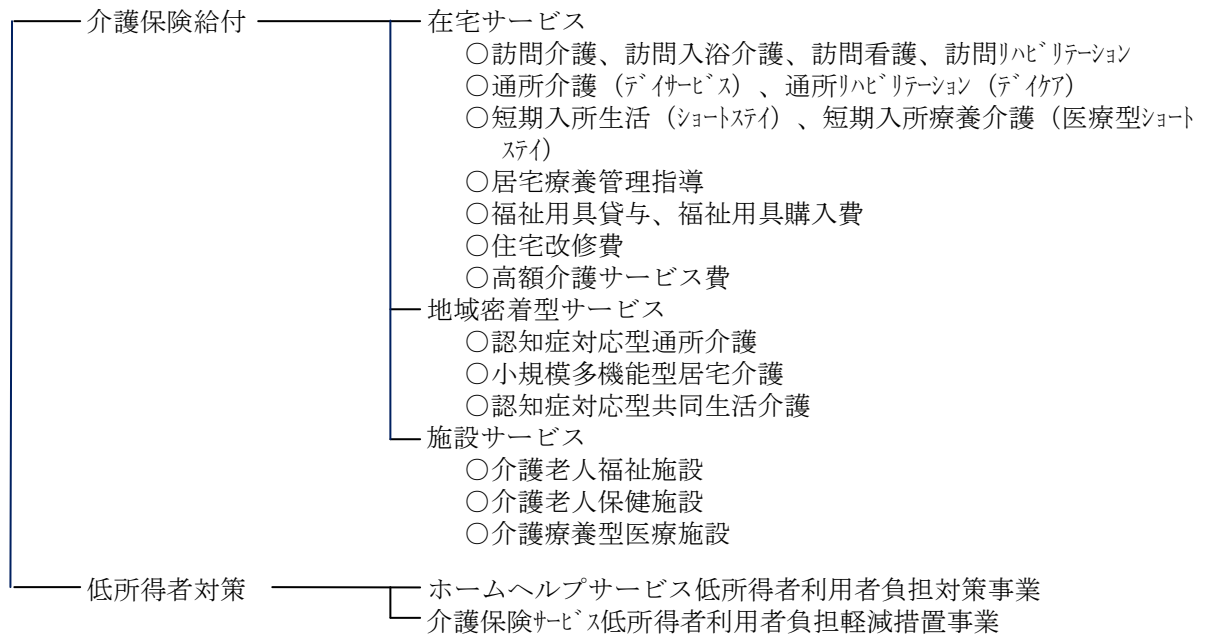 介護保険給付 在宅サービス
○訪問介護、訪問入浴介護、訪問看護、訪問ﾘﾊﾋﾞﾘﾃｰｼｮﾝ
○通所介護（ﾃﾞｲｻｰﾋﾞｽ）、通所ﾘﾊﾋﾞﾘﾃｰｼｮﾝ（ﾃﾞｲｹｱ）
○短期入所生活（ｼｮｰﾄｽﾃｲ）、短期入所療養介護（医療型ｼｮｰﾄ
ｽﾃｲ）
○居宅療養管理指導
○福祉用具貸与、福祉用具購入費
○住宅改修費
○高額介護サービス費
地域密着型サービス
○認知症対応型通所介護
○小規模多機能型居宅介護
○認知症対応型共同生活介護
施設サービス
○介護老人福祉施設
○介護老人保健施設
○介護療養型医療施設
低所得者対策 ホームヘルプサービス低所得者利用者負担対策事業
介護保険ｻｰﾋﾞｽ低所得者利用者負担軽減措置事業